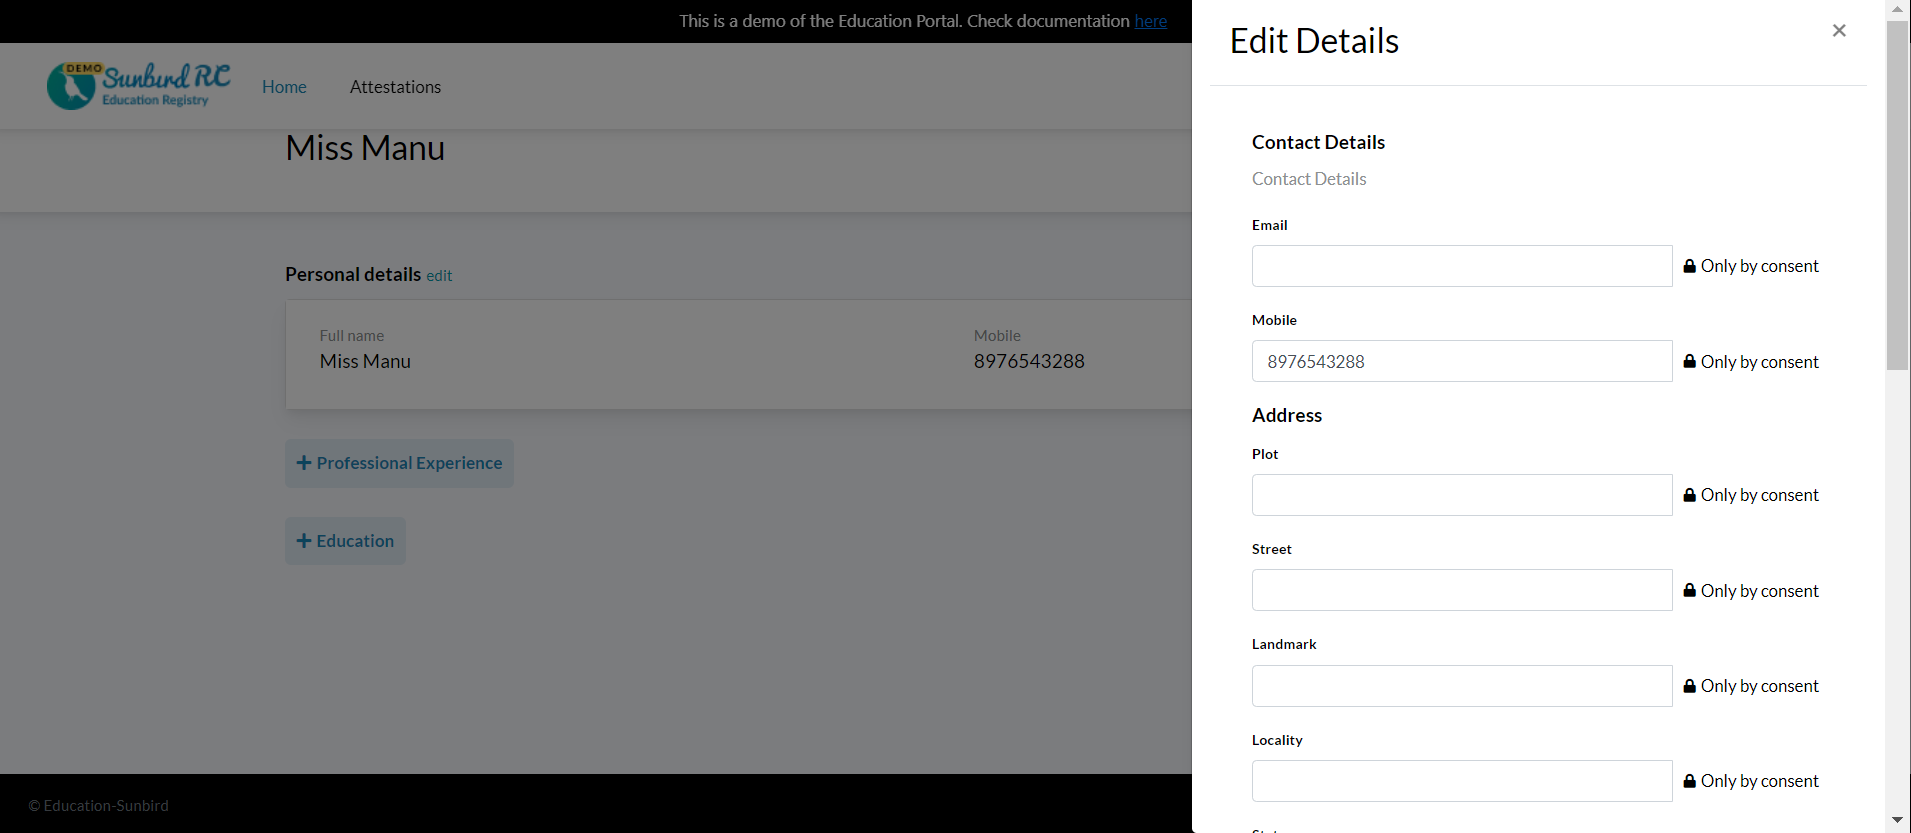 This is a demo of the Education Portal. Check documentation here
DEMO
Sunbird RC
Education Registry
Home
Attestations
Miss Manu
Personal details edit
Full name
Miss Manu
Mobile
8976543288
+ Professional Experience
+ Education
© Education-Sunbird
Edit Details
×
Contact Details
Contact Details
Email
Only by consent
Mobile
8976543288
Only by consent
Address
Plot
Only by consent
Street
Only by consent
Landmark
Only by consent
Locality
Only by consent